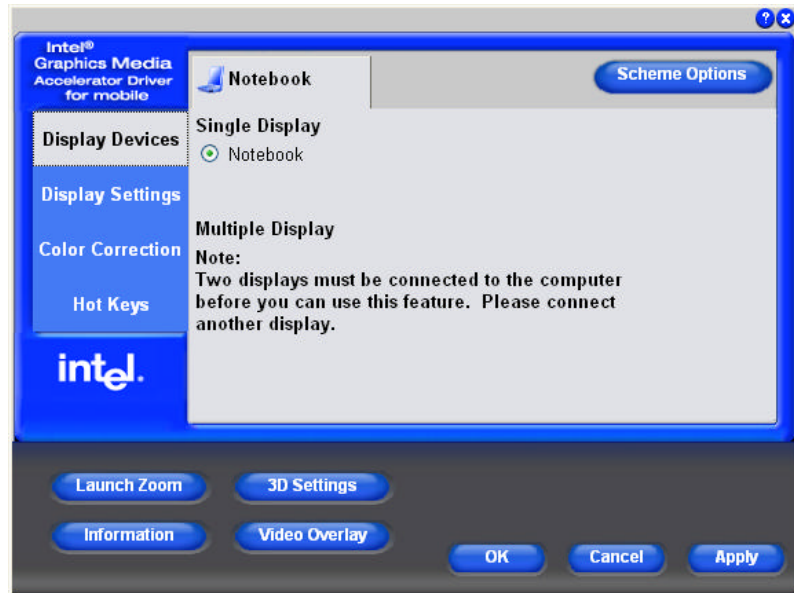 Intel®
Graphics Media
Accelerator Driver
for mobile
Notebook
Scheme Options
Display Devices
Display Settings
Color Correction
Hot Keys
intel.
Single Display
Notebook
Multiple Display
Note:
Two displays must be connected to the computer
before you can use this feature. Please connect
another display.
Launch Zoom
3D Settings
Information
Video Overlay
OK
Cancel
Apply